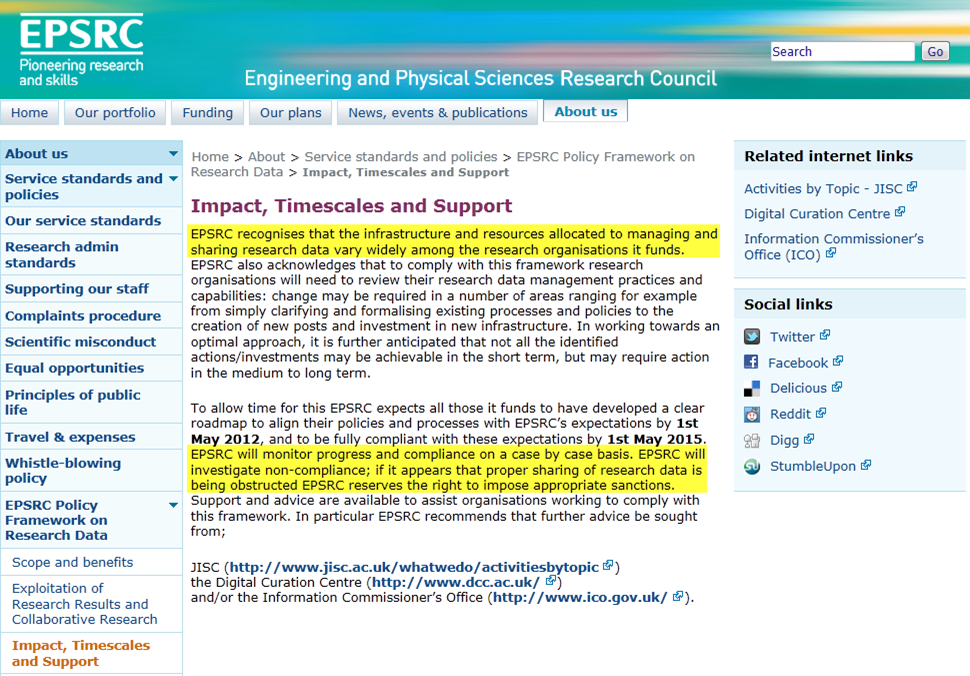 EPSRC
Pioneering research
and skills
Search
Go
Engineering and Physical Sciences Research Council
Home
Our portfolio
Funding
Our plans
News, events & publications
About us
About us
Service standards and
policies
Our service standards
Research admin
standards
Supporting our staff
Complaints procedure
Scientific misconduct
Equal opportunities
Principles of public
life
Travel & expenses
Whistle-blowing
policy
EPSRC Policy
Framework on
Research Data
Scope and benefits
Exploitation of
Research Results and
Collaborative Research
Impact, Timescales
and Support
Home > About > Service standards and policies > EPSRC Policy Framework on
Research Data > Impact, Timescales and Support
Impact, Timescales and Support
EPSRC recognises that the infrastructure and resources allocated to managing and
sharing research data vary widely among the research organisations it funds.
EPSRC also acknowledges that to comply with this framework research
organisations will need to review their research data management practices and
capabilities: change may be required in a number of areas ranging for example
from simply clarifying and formalising existing processes and policies to the
creation of new posts and investment in new infrastructure. In working towards an
optimal approach, it is further anticipated that not all the identified
actions/investments may be achievable in the short term, but may require action
in the medium to long term.
To allow time for this EPSRC expects all those it funds to have developed a clear
roadmap to align their policies and processes with EPSRC's expectations by 1st
May 2012, and to be fully compliant with these expectations by 1st May 2015.
EPSRC will monitor progress and compliance on a case by case basis. EPSRC will
investigate non-compliance; if it appears that proper sharing of research data is
being obstructed EPSRC reserves the right to impose appropriate sanctions.
Support and advice are available to assist organisations working to comply with
this framework. In particular EPSRC recommends that further advice be sought
from;
JISC (http://www.jisc.ac.uk/whatwedo/activitiesbytopic )
the Digital Curation Centre (http://www.dcc.ac.uk/ )
and/or the Information Commissioner's Office (http://www.ico.gov.uk/ ).
Related internet links
Activities by Topic - JISC
Digital Curation Centre
Information Commissioner's
Office (ICO)
Social links
Twitter
Facebook
Delicious
Reddit
Digg
StumbleUpon